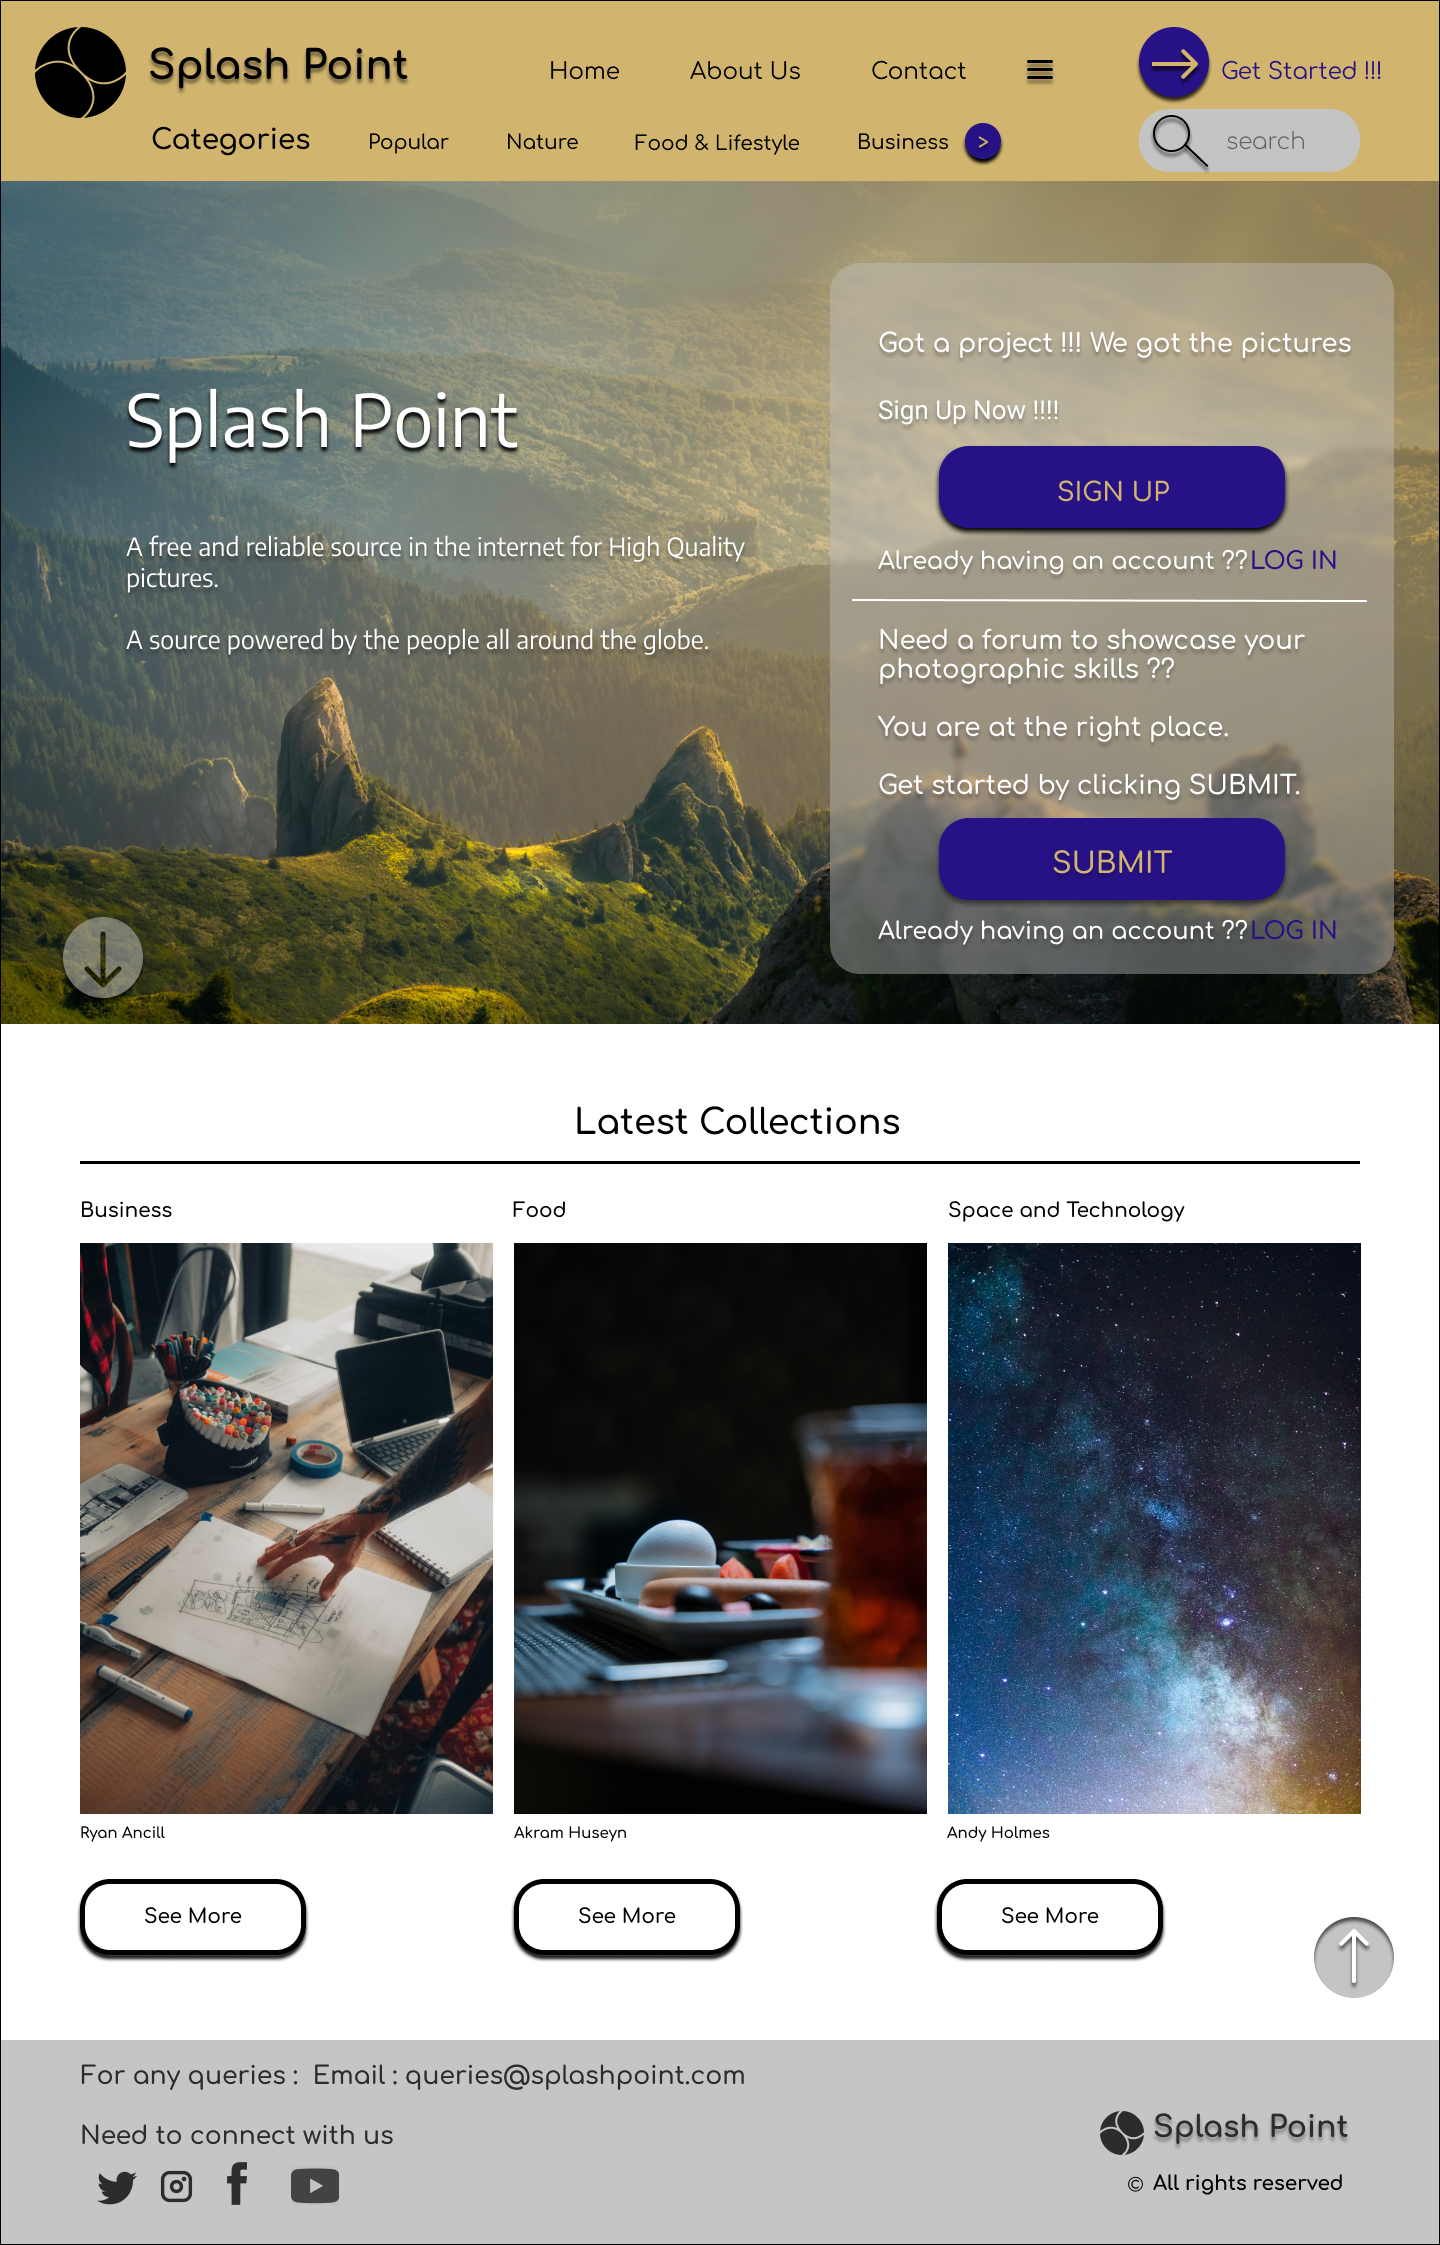 Splash Point
Home
About Us
Contact
Get Started !!!
Categories
Popular
Nature
Food & Lifestyle
Business
>
search
Splash Point
A free and reliable source in the internet for High Quality
pictures.
A source powered by the people all around the globe.
Got a project !!! We got the pictures
Sign Up Now !!!!
SIGN UP
Already having an account ??LOG IN
Need a forum to showcase your
photographic skills ??
You are at the right place.
Get started by clicking SUBMIT.
SUBMIT
Already having an account ??LOG IN
Latest Collections
Business
Food
Space and Technology
Ryan Ancill
Akram Huseyn
Andy Holmes
See More
See More
See More
For any queries :  Email : queries@splashpoint.com
Need to connect with us
Splash Point
© All rights reserved